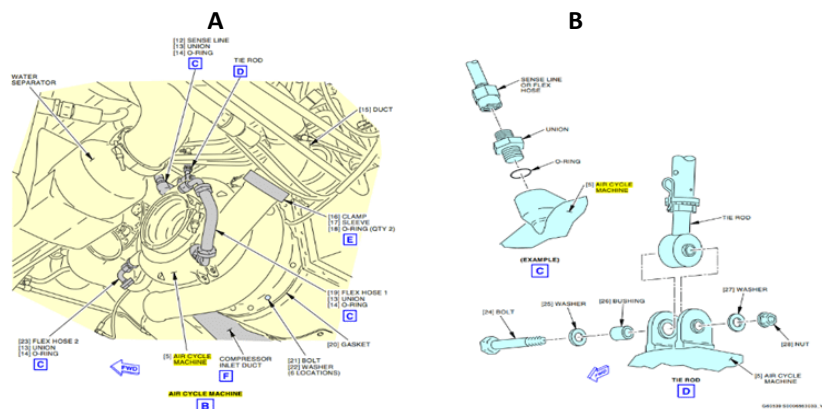 A
B
[12] SENSE LINE
[13] UNION
[14] O-RING
C
TIE ROD
D
WATER
SEPARATOR
[15] DUCT
[16] CLAMP
[17] SLEEVE
[18] O-RING (QTY 2)
E
[19] FLEX HOSE 1
[13] UNION
[14] O-RING
C
[20] GASKET
[23] FLEX HOSE 2
[13] UNION
[14] O-RING
C
FWD
[5] AIR CYCLE
MACHINE
COMPRESSOR
INLET DUCT
F
[21] BOLT
[22] WASHER
(6 LOCATIONS)
AIR CYCLE MACHINE
B
SENSE LINE
OR FLEX
HOSE
UNION
O-RING
[5] AIR CYCLE
MACHINE
(EXAMPLE)
C
TIE ROD
[24] BOLT
[25] WASHER
[26] BUSHING
[27] WASHER
[28] NUT
FWD
[5] AIR CYCLE
MACHINE
TIE ROD
D